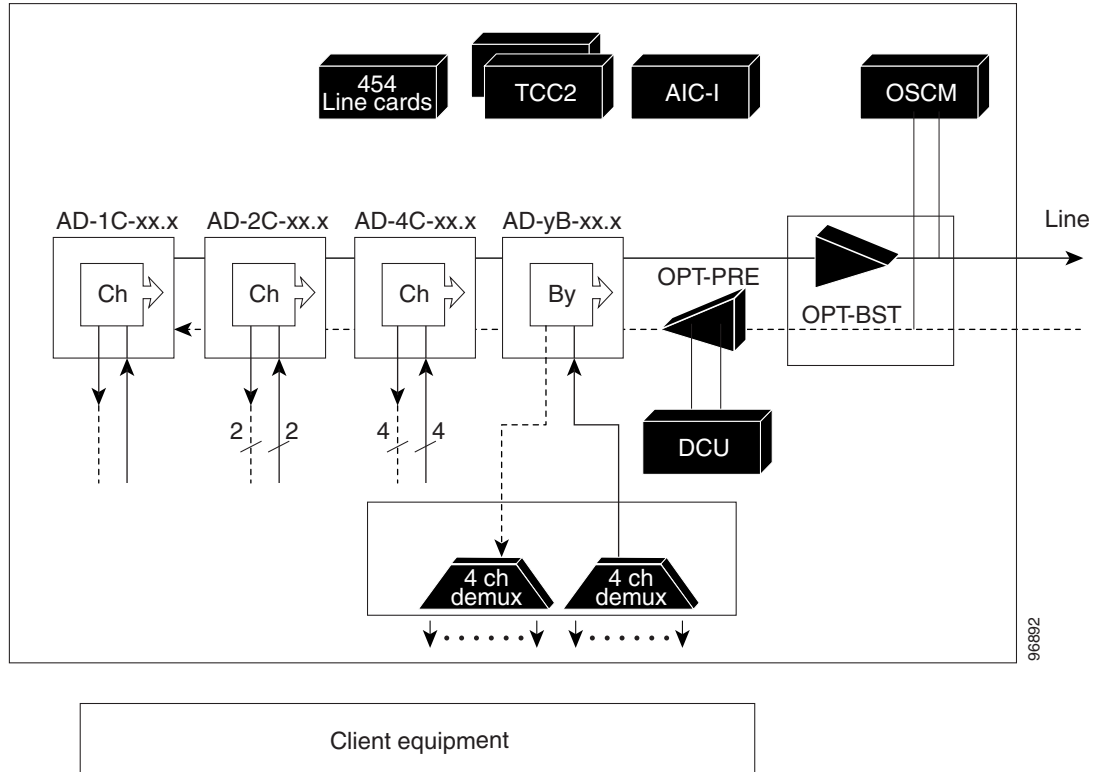 454
Line cards
TCC2
AIC-I
OSCM
AD-1C-xx.x
AD-2C-xx.x
AD-4C-xx.x
AD-yB-xx.x
Line
Ch
Ch
Ch
By
OPT-PRE
OPT-BST
2
2
4
4
DCU
4 ch
demux
4 ch
demux
96892
Client equipment